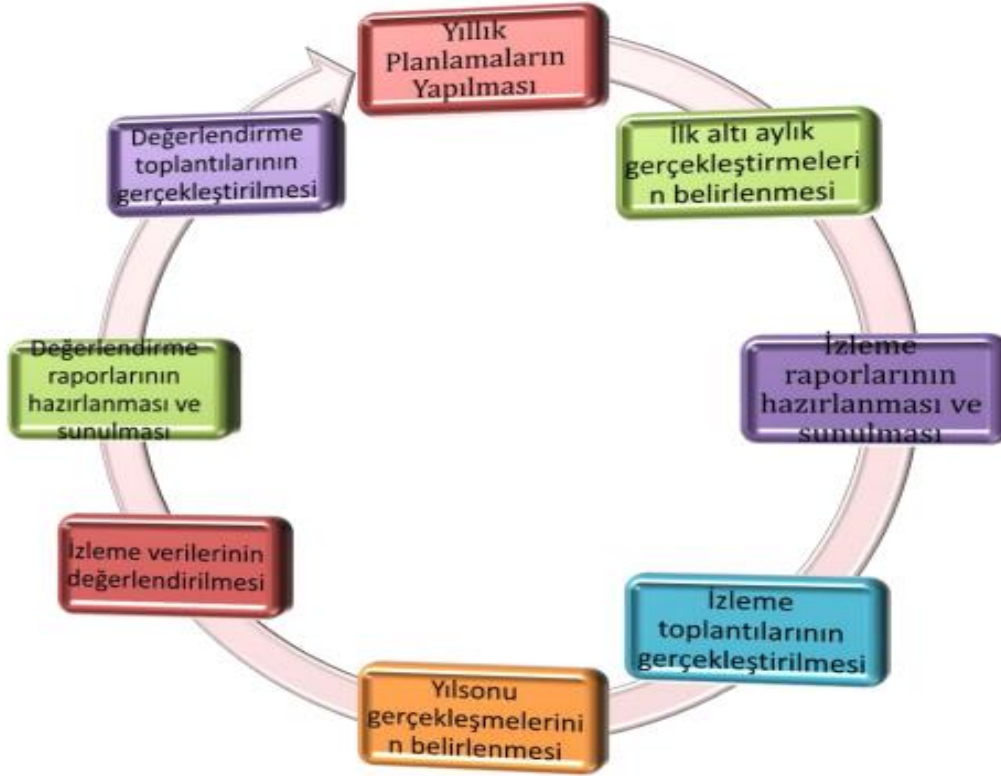 Yıllık
Planlamaların
Yapılması
İlk altı aylık
gerçekleştirmeleri
n belirlenmesi
İzleme
raporlarının
hazırlanması ve
sunulması
İzleme
toplantılarının
gerçekleştirilmesi
Yılsonu
gerçekleşmelerini
n belirlenmesi
İzleme verilerinin
değerlendirilmesi
Değerlendirme
raporlarının
hazırlanması ve
sunulması
Değerlendirme
toplantılarının
gerçekleştirilmesi